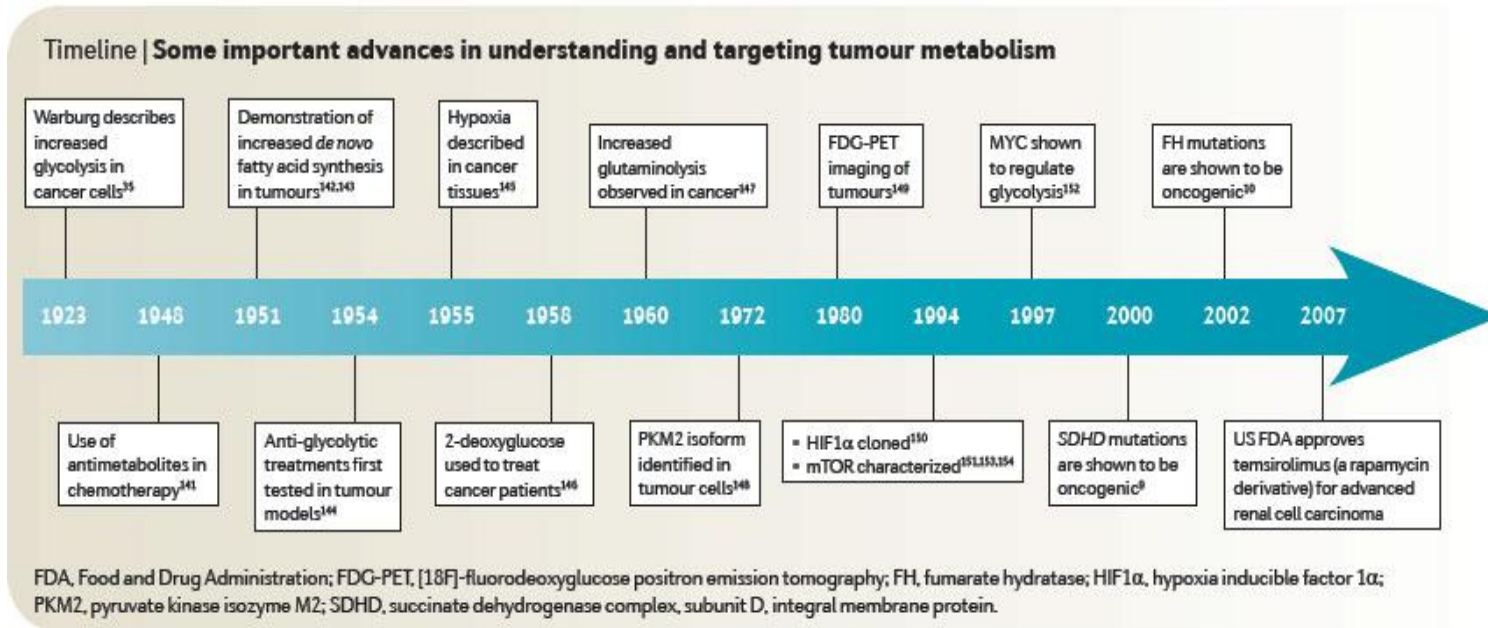 Timeline | Some important advances in understanding and targeting tumour metabolism
Warburg describes
increased
glycolysis in
cancer cells³⁵
Demonstration of
increased de novo
fatty acid synthesis
in tumours¹⁴²,¹⁴³
Hypoxia
described
in cancer
tissues¹⁴⁵
Increased
glutaminolysis
observed in cancer¹⁴⁷
FDG-PET
imaging of
tumours¹⁴⁹
MYC shown
to regulate
glycolysis¹⁵²
FH mutations
are shown to be
oncogenic¹⁰
1923 1948 1951 1954 1955 1958 1960 1972 1980 1994 1997 2000 2002 2007
Use of
antimetabolites in
chemotherapy¹⁴¹
Anti-glycolytic
treatments first
tested in tumour
models¹⁴⁴
2-deoxyglucose
used to treat
cancer patients¹⁴⁶
PKM2 isoform
identified in
tumour cells¹⁴⁸
▪ HIF1α cloned¹⁵⁰
▪ mTOR characterized¹⁵¹,¹⁵³,¹⁵⁴
SDHD mutations
are shown to be
oncogenic⁹
US FDA approves
temsirolimus (a rapamycin
derivative) for advanced
renal cell carcinoma
FDA, Food and Drug Administration; FDG-PET, [18F]-fluorodeoxyglucose positron emission tomography; FH, fumarate hydratase; HIF1α, hypoxia inducible factor 1α;
PKM2, pyruvate kinase isozyme M2; SDHD, succinate dehydrogenase complex, subunit D, integral membrane protein.